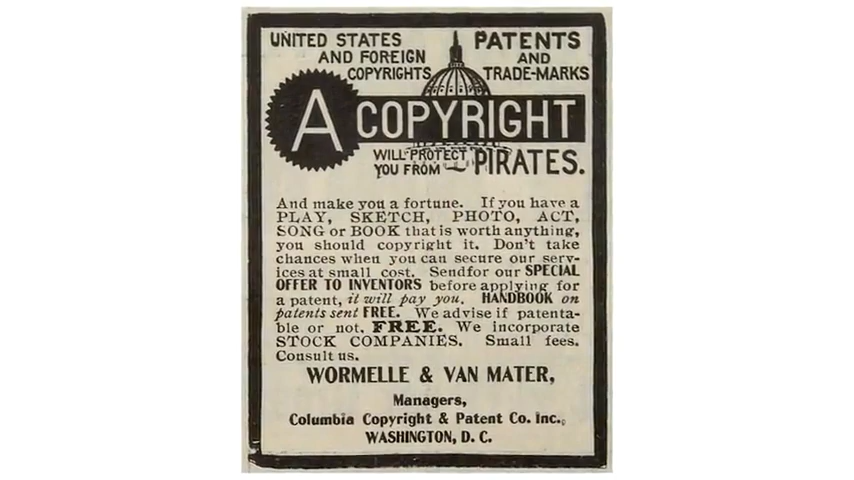 UNITED STATES
AND FOREIGN
COPYRIGHTS
PATENTS
AND
TRADE-MARKS
A COPYRIGHT
WILL PROTECT
YOU FROM
PIRATES.
And make you a fortune. If you have a
PLAY, SKETCH, PHOTO, ACT,
SONG or BOOK that is worth anything,
you should copyright it. Don't take
chances when you can secure our serv-
ices at small cost. Sendfor our SPECIAL
OFFER TO INVENTORS before applying for
a patent, it will pay you. HANDBOOK on
patents sent FREE. We advise if patenta-
ble or not. FREE. We incorporate
STOCK COMPANIES. Small fees.
Consult us.
WORMELLE & VAN MATER,
Managers,
Columbia Copyright & Patent Co. Inc.,
WASHINGTON, D. C.